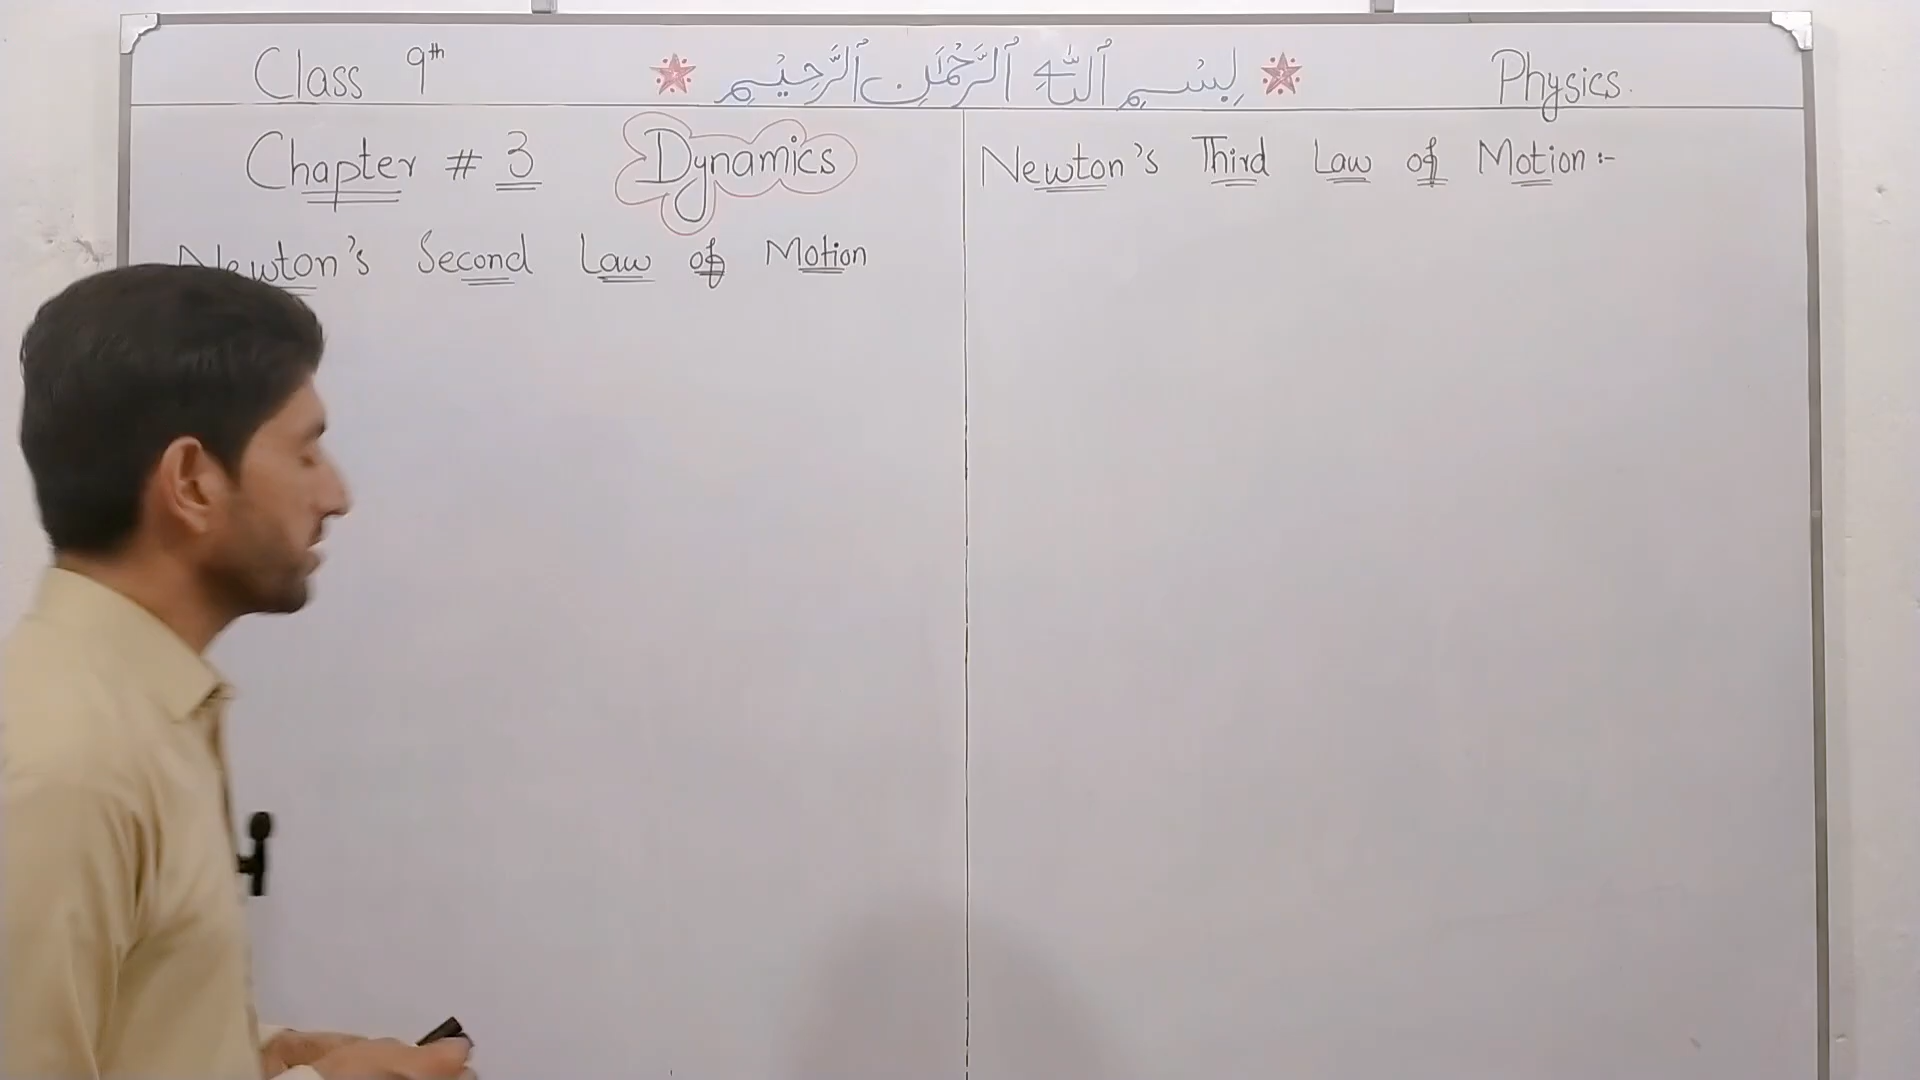 Class 9th
بِسْمِ ٱللَّهِ ٱلرَّحْمَٰنِ ٱلرَّحِيمِ
Physics.
Chapter # 3 Dynamics
Newton's Second Law of Motion
Newton's Third Law of Motion :-